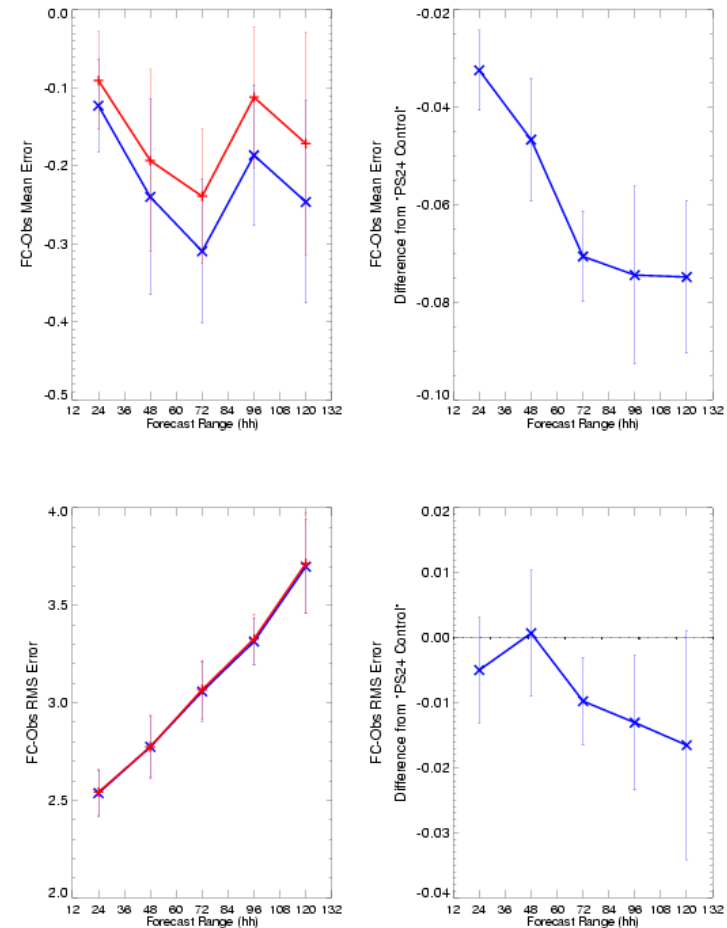 0.0
-0.1
-0.2
-0.3
-0.4
-0.5
FC-Obs Mean Error
12 24 36 48 60 72 84 96 108 120 132
Forecast Range (hh)
-0.02
-0.04
-0.06
-0.08
-0.10
FC-Obs Mean Error
Difference from "PS24 Control"
12 24 36 48 60 72 84 96 108 120 132
Forecast Range (hh)
4.0
3.5
3.0
2.5
2.0
FC-Obs RMS Error
12 24 36 48 60 72 84 96 108 120 132
Forecast Range (hh)
0.02
0.01
0.00
-0.01
-0.02
-0.03
-0.04
FC-Obs RMS Error
Difference from "PS24 Control"
12 24 36 48 60 72 84 96 108 120 132
Forecast Range (hh)